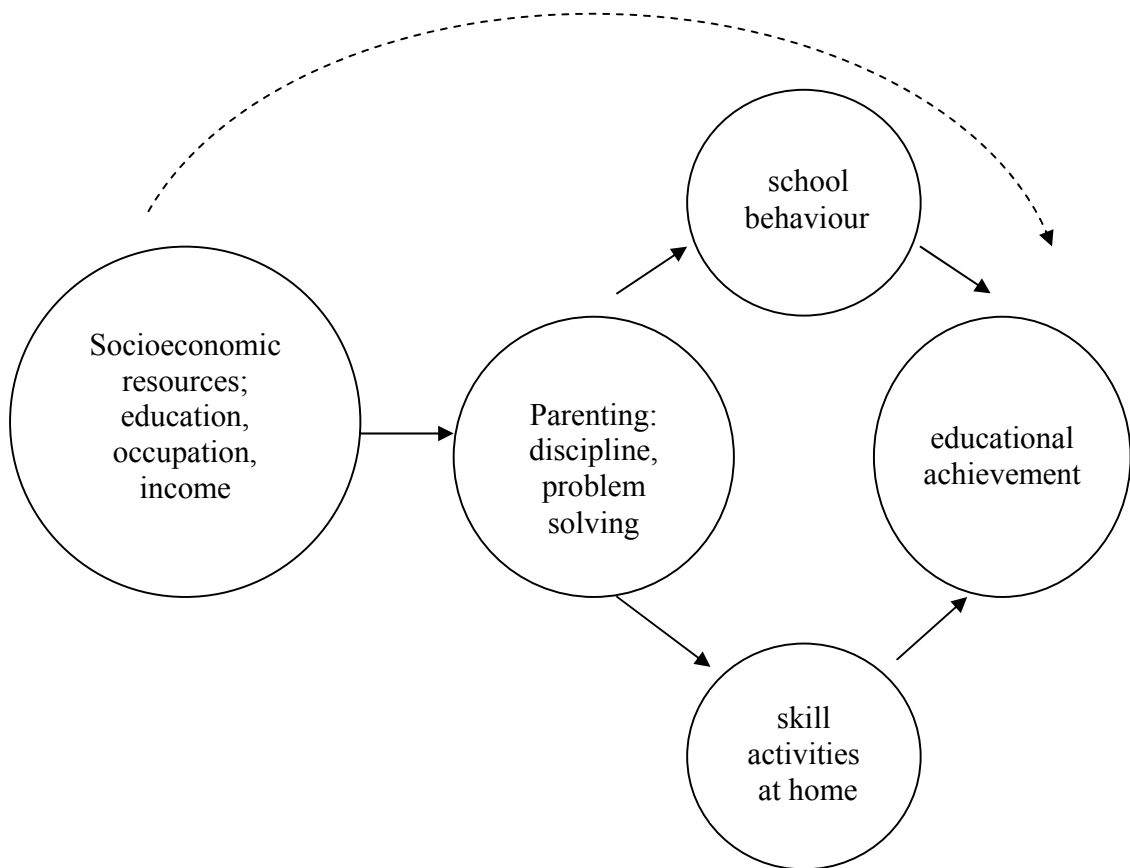 school
behaviour
Socioeconomic
resources;
education,
occupation,
income
Parenting:
discipline,
problem
solving
educational
achievement
skill
activities
at home